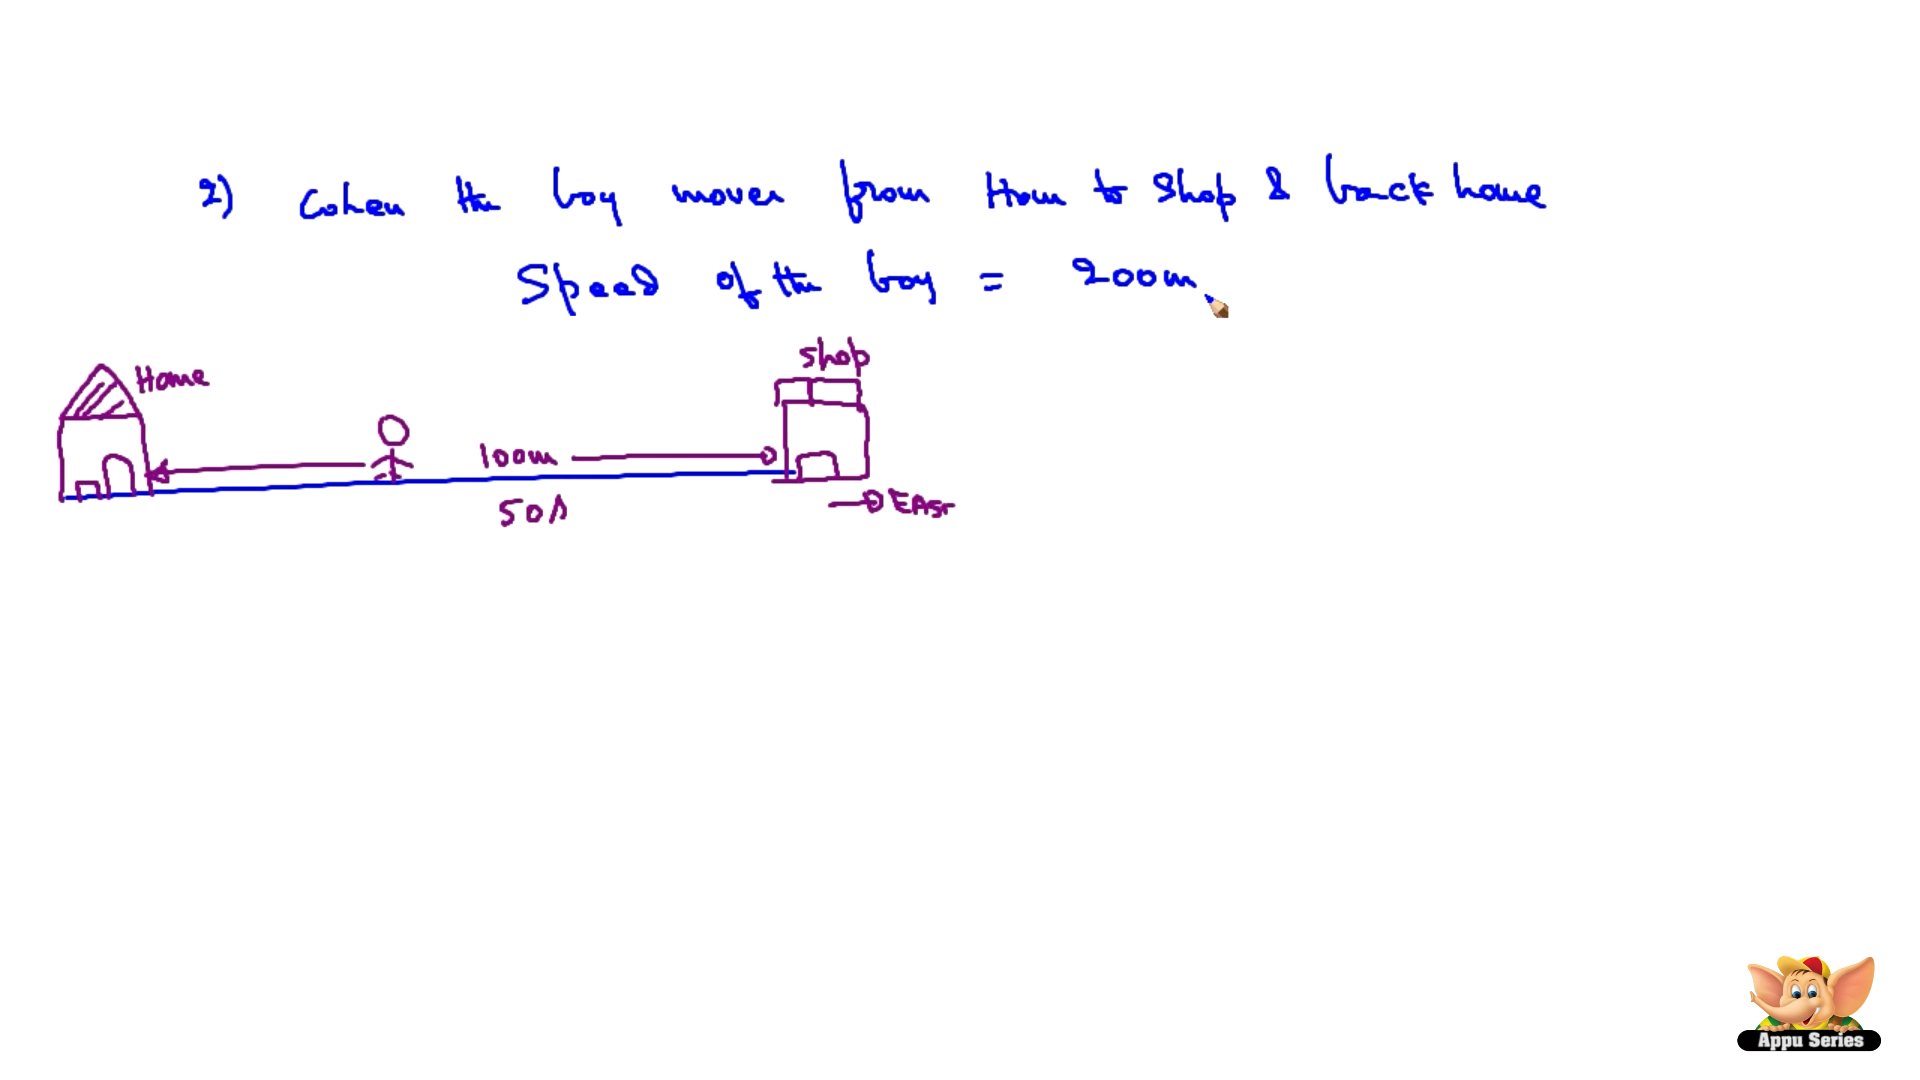 2) When the boy moves from Home to Shop & back home
Speed of the boy = 200m
Shop
Home
100m
50s
EAST
Appu Series